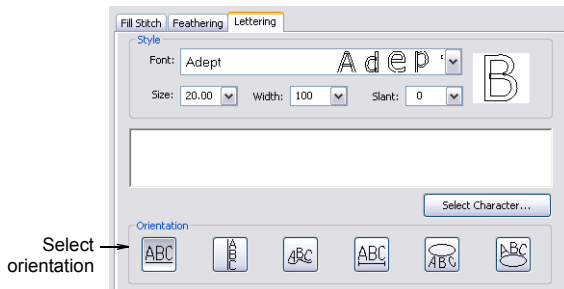 Fill Stitch Feathering Lettering
Style
Font: Adept A d e p t
Size: 20.00 Width: 100 Slant: 0
B
Select Character...
Orientation
Select orientation
ABC ABC ABC ABC ABC ABC